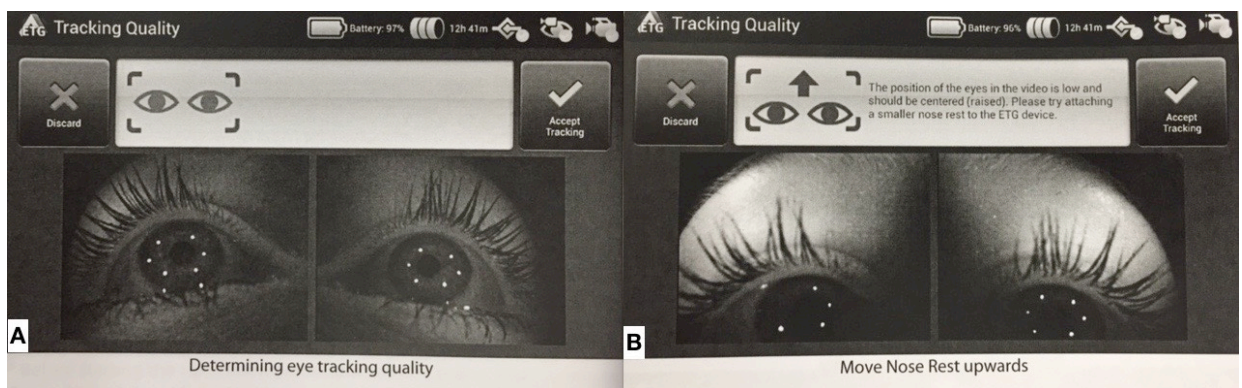 ETG Tracking Quality Battery: 97% 12h 41m
Discard
Accept
Tracking
A
Determining eye tracking quality
ETG Tracking Quality Battery: 96% 12h 41m
Discard
The position of the eyes in the video is low and
should be centered (raised). Please try attaching
a smaller nose rest to the ETG device.
Accept
Tracking
B
Move Nose Rest upwards